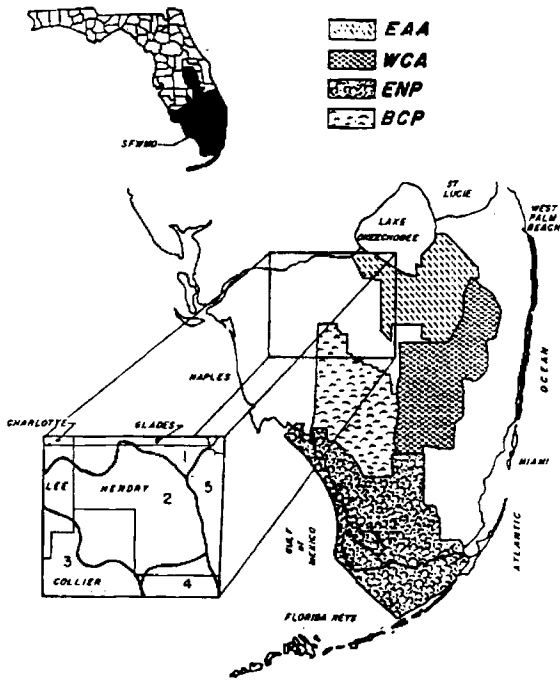 EAA
WCA
ENP
BCP
SFWMD
ST
LUCIE
LAKE
OKEECHOBEE
WEST
PALM
BEACH
OCEAN
NAPLES
CHARLOTTE
GLADES
1
LEE
HENDRY
2
5
MIAMI
3
COLLIER
4
GULF
of
MEXICO
ATLANTIC
FLORIDA KEYS